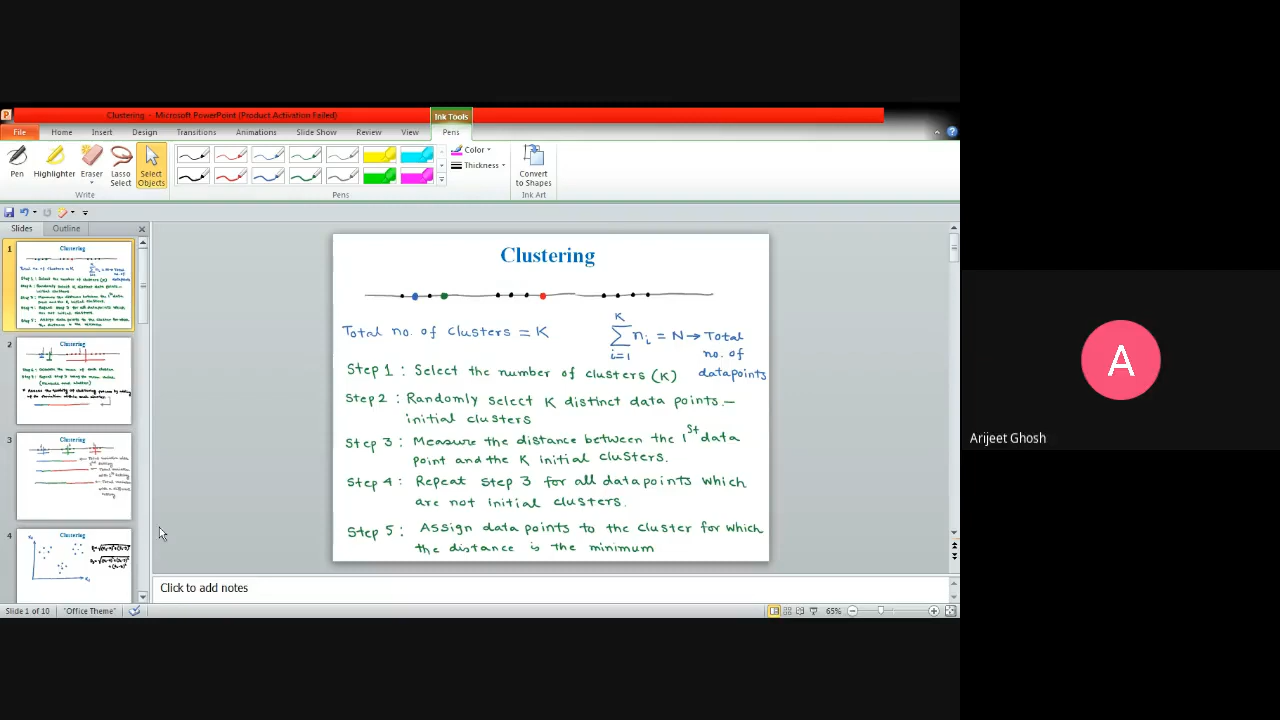 Clustering - Microsoft PowerPoint (Product Activation Failed)
Ink Tools
File Home Insert Design Transitions Animations Slide Show Review View Pens
Pen Highlighter Eraser Lasso Select Select Objects
Color
Thickness
Convert to Shapes
Write Pens Ink Art
Slides Outline
1
2
3
4
Clustering
Total no. of clusters = K
K
∑ nᵢ = N → Total no. of datapoints
i=1
Step 1 : Select the number of clusters (K)
Step 2 : Randomly select K distinct data points –
initial clusters
Step 3 : Measure the distance between the 1st data
point and the K initial clusters.
Step 4 : Repeat step 3 for all datapoints which
are not initial clusters.
Step 5 : Assign data points to the cluster for which
the distance is the minimum
Click to add notes
Slide 1 of 10 "Office Theme" 65%
A
Arijeet Ghosh